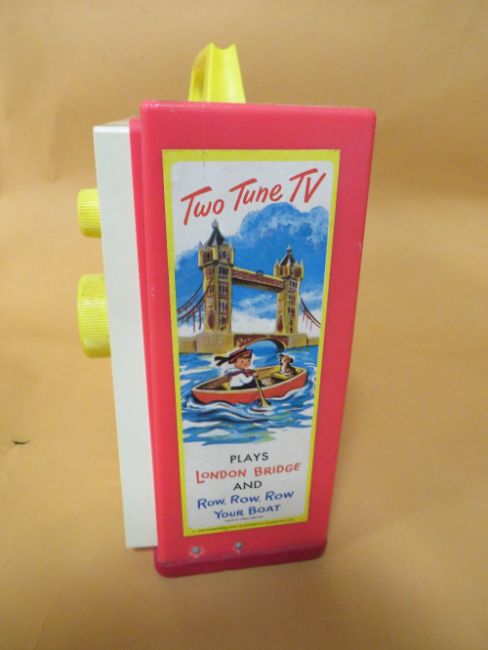 Two Tune TV
PLAYS
LONDON BRIDGE
AND
ROW, ROW, ROW
YOUR BOAT